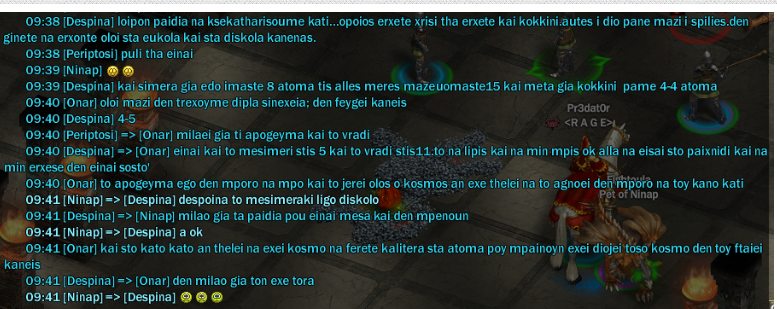 09:38 [Despina] loipon paidia na ksekatharisoume kati...opoios erxete xrisi tha erxete kai kokkini.autes i dio pane mazi i spilies.den
ginete na erxonte oloi sta eukola kai sta diskola kanenas.
09:38 [Periptosi] puli tha einai
09:39 [Ninap]
09:39 [Despina] kai simera gia edo imaste 8 atoma tis alles meres mazeuomaste15 kai meta gia kokkini pame 4-4 atoma
09:40 [Onar] oloi mazi den trexoyme dipla sinexeia; den feygei kaneis
09:40 [Despina] 4-5
09:40 [Periptosi] => [Onar] milaei gia ti apogeyma kai to vradi
09:40 [Despina] => [Onar] einai kai to mesimeri stis 5 kai to vradi stis11.to na lipis kai na min mpis ok alla na eisai sto paixnidi kai na
min erxese den einai sosto'
09:40 [Onar] to apogeyma ego den mporo na mpo kai to jerei olos o kosmos an exe thelei na to agnoei den mporo na toy kano kati
09:41 [Ninap] => [Despina] despoina to mesimeraki ligo diskolo
09:41 [Despina] => [Ninap] milao gia ta paidia pou einai mesa kai den mpenoun
09:41 [Ninap] => [Despina] a ok
09:41 [Onar] kai sto kato kato an thelei na exei kosmo na ferete kalitera sta atoma poy mpainoyn exei diojei toso kosmo den toy ftaiei
kaneis
09:41 [Despina] => [Onar] den milao gia ton exe tora
09:41 [Ninap] => [Despina]
Pr3dat0r
<R A G E>
Pet of Ninap